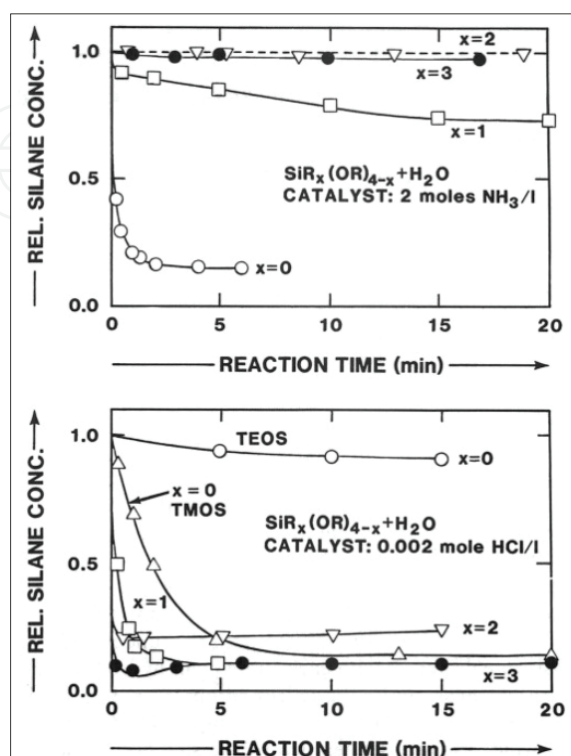 REL. SILANE CONC.
1.0
0.5
0.0
x=2
x=3
x=1
SiRₓ(OR)₄₋ₓ+H₂O
CATALYST: 2 moles NH₃/l
x=0
0 5 10 15 20
REACTION TIME (min)
REL. SILANE CONC.
1.0
0.5
0.0
TEOS
x=0
x=0
TMOS
SiRₓ(OR)₄₋ₓ+H₂O
CATALYST: 0.002 mole HCl/l
x=1
x=2
x=3
0 5 10 15 20
REACTION TIME (min)